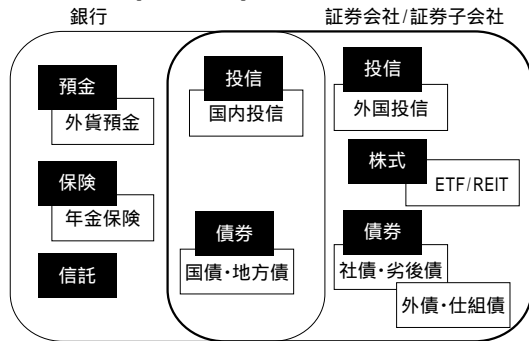 銀行
証券会社/証券子会社
預金
外貨預金
保険
年金保険
信託
投信
国内投信
債券
国債・地方債
投信
外国投信
株式
ETF/REIT
債券
社債・劣後債
外債・仕組債